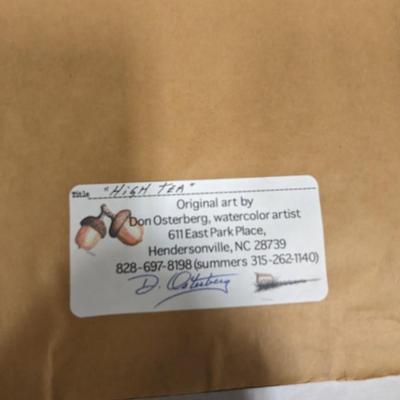 Title "HIGH TEA"
Original art by
Don Osterberg, watercolor artist
611 East Park Place,
Hendersonville, NC 28739
828-697-8198 (summers 315-262-1140)
D. Osterberg